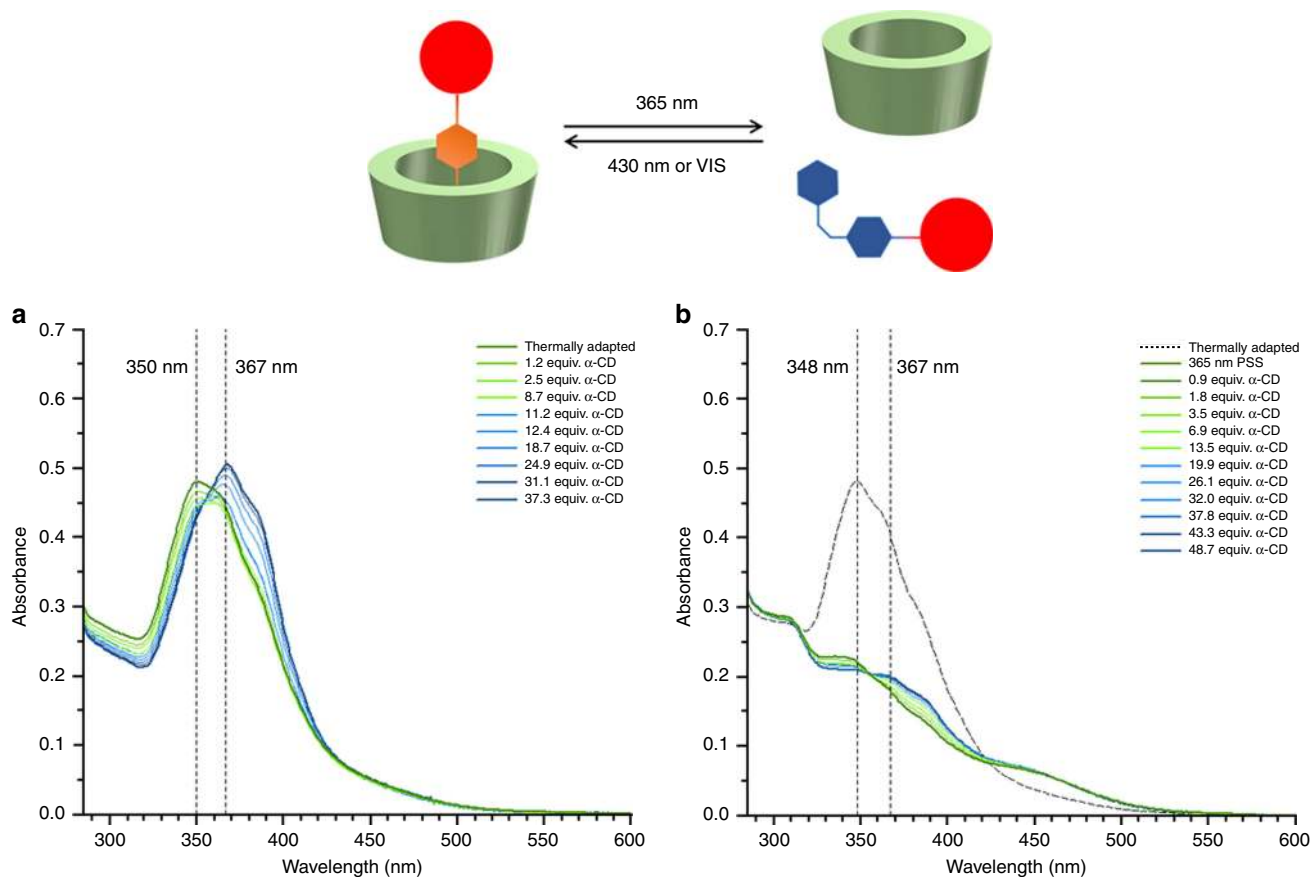 365 nm
430 nm or VIS
a
0.7
0.6
0.5
0.4
0.3
0.2
0.1
0.0
Absorbance
350 nm
367 nm
Thermally adapted
1.2 equiv. α-CD
2.5 equiv. α-CD
8.7 equiv. α-CD
11.2 equiv. α-CD
12.4 equiv. α-CD
18.7 equiv. α-CD
24.9 equiv. α-CD
31.1 equiv. α-CD
37.3 equiv. α-CD
300 350 400 450 500 550 600
Wavelength (nm)
b
0.7
0.6
0.5
0.4
0.3
0.2
0.1
0.0
Absorbance
348 nm
367 nm
Thermally adapted
365 nm PSS
0.9 equiv. α-CD
1.8 equiv. α-CD
3.5 equiv. α-CD
6.9 equiv. α-CD
13.5 equiv. α-CD
19.9 equiv. α-CD
26.1 equiv. α-CD
32.0 equiv. α-CD
37.8 equiv. α-CD
43.3 equiv. α-CD
48.7 equiv. α-CD
300 350 400 450 500 550 600
Wavelength (nm)